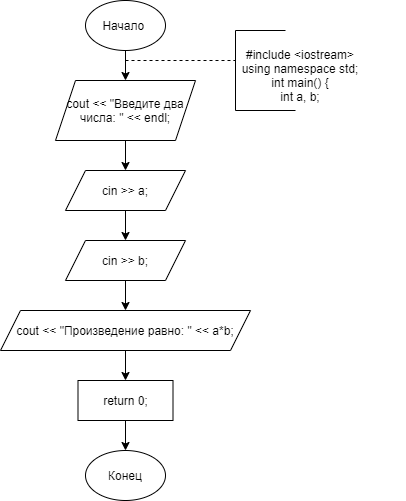 Начало
#include <iostream>
using namespace std;
int main() {
int a, b;
cout << "Введите два
числа: " << endl;
cin >> a;
cin >> b;
cout << "Произведение равно: " << a*b;
return 0;
Конец